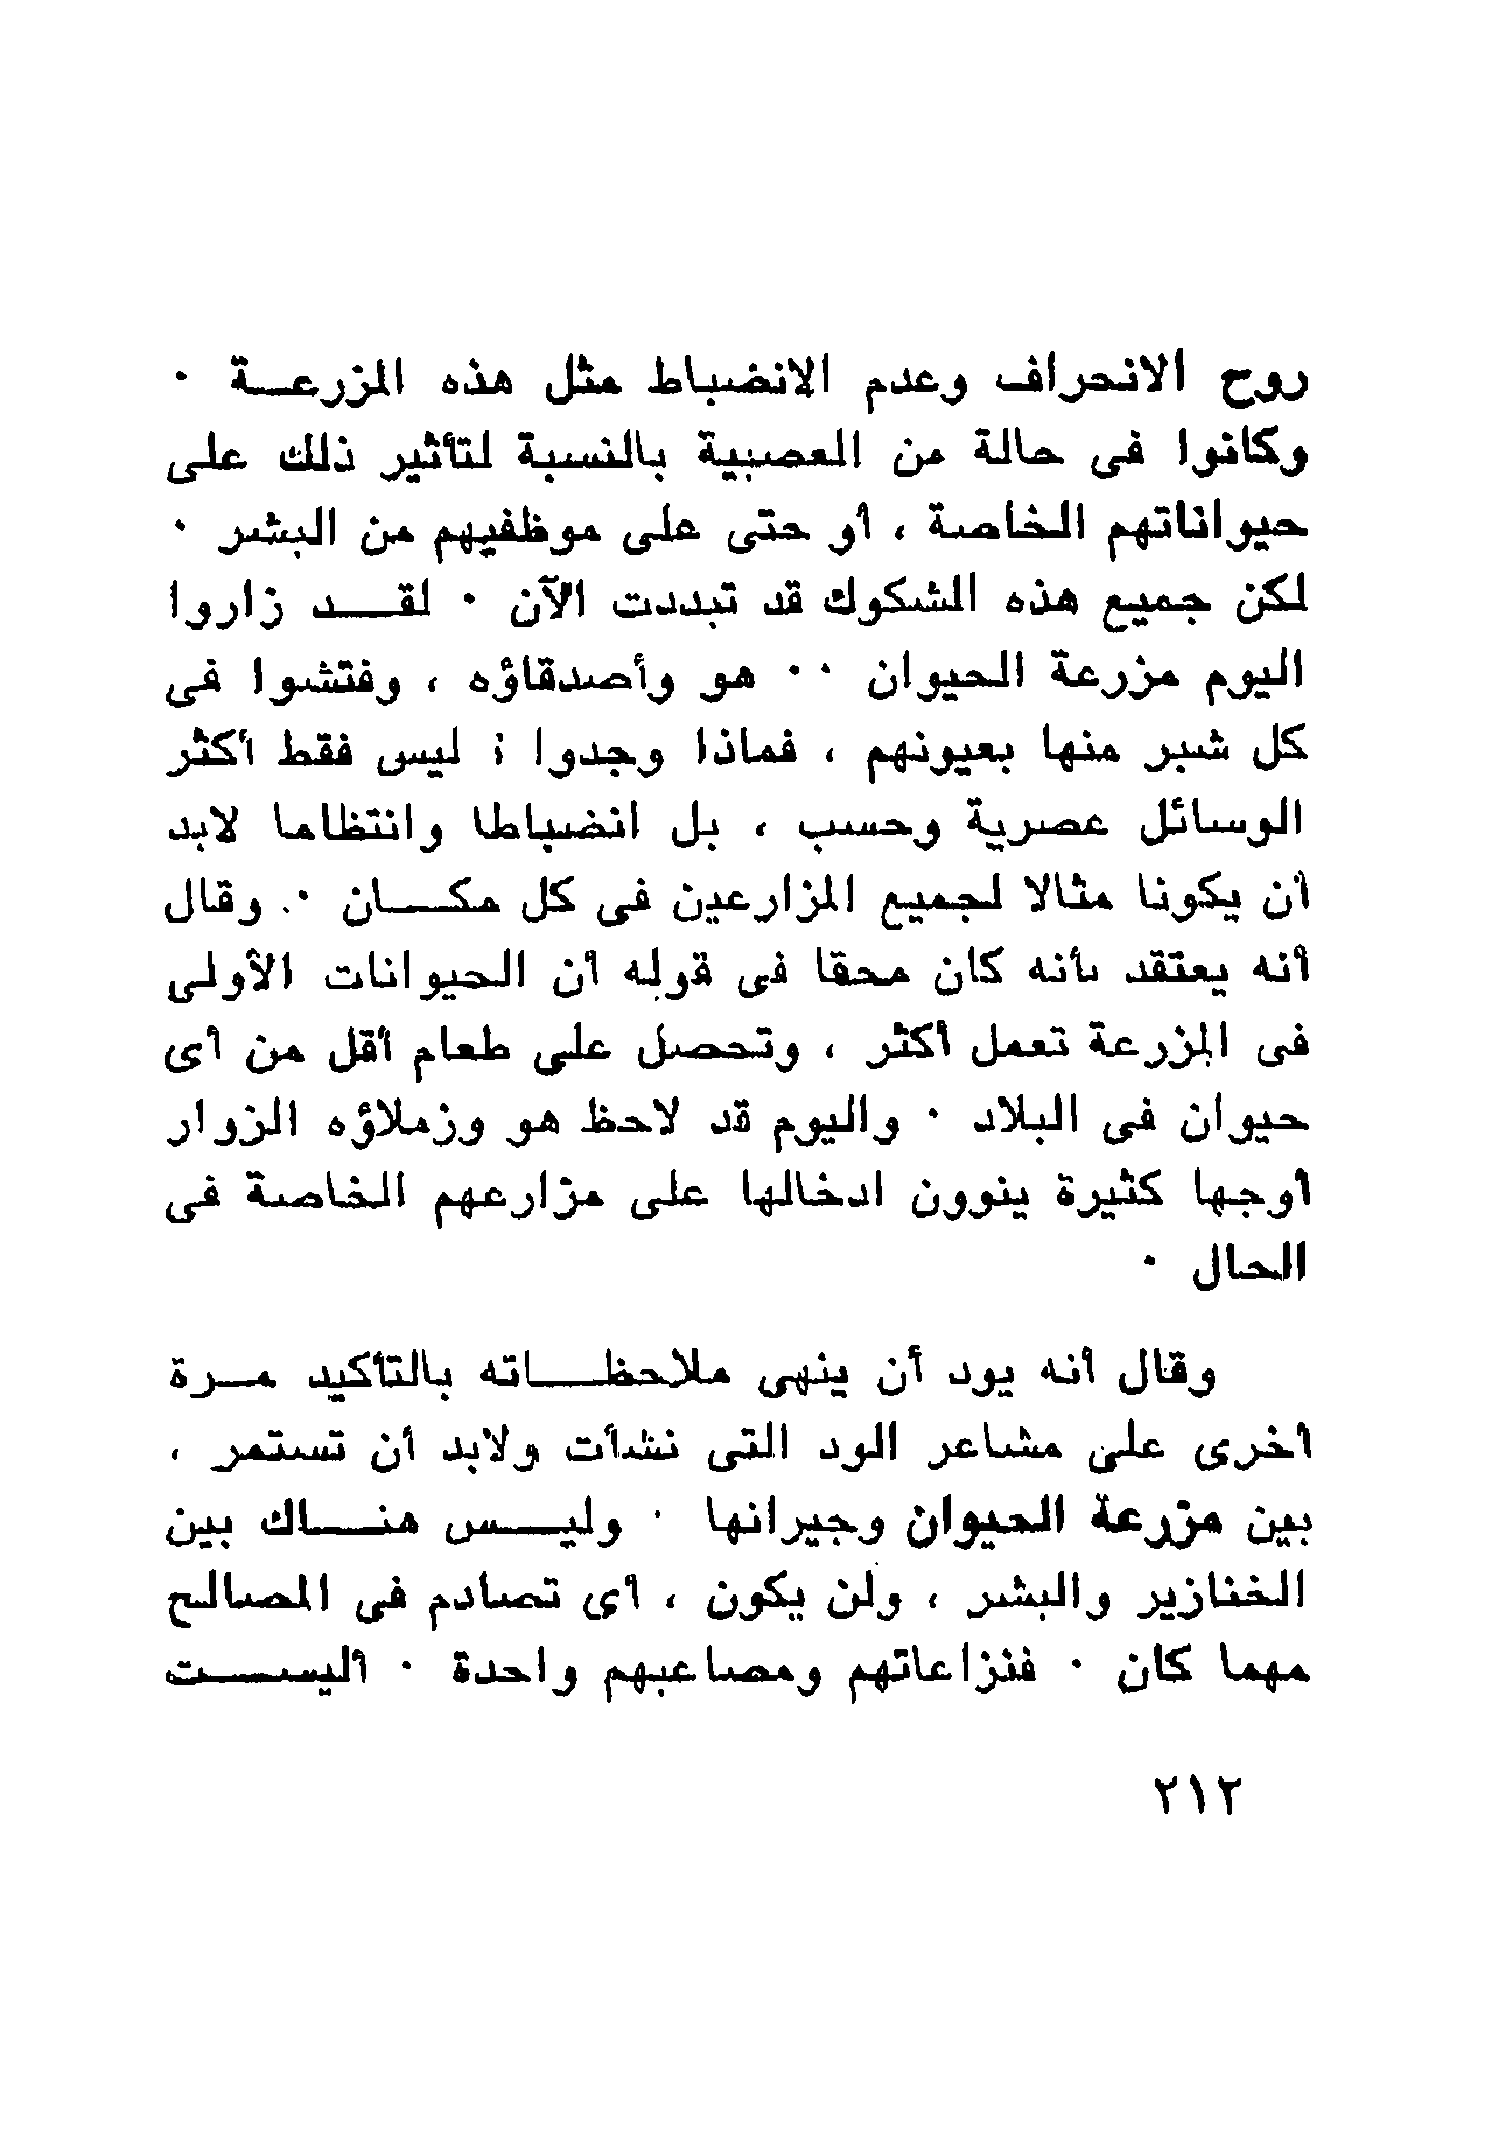 روح الانحراف وعدم الانضباط مثل هذه المزرعة ·
وكانوا فى حالة من العصبية بالنسبة لتأثير ذلك على
حيواناتهم الخاصة ، أو حتى على موظفيهم من البشر ·
لكن جميع هذه الشكوك قد تبددت الآن · لقد زاروا
اليوم مزرعة الحيوان ·· هو وأصدقاؤه ، وفتشوا فى
كل شبر منها بعيونهم ، فماذا وجدوا ؛ ليس فقط أكثر
الوسائل عصرية وحسب ، بل انضباطا وانتظاما لابد
أن يكونا مثالا لجميع المزارعين فى كل مكان ·. وقال
أنه يعتقد بأنه كان محقا فى قوله أن الحيوانات الأولى
فى المزرعة تعمل أكثر ، وتحصل على طعام أقل من أى
حيوان فى البلاد · واليوم قد لاحظ هو وزملاؤه الزوار
أوجها كثيرة ينوون ادخالها على مزارعهم الخاصة فى
الحال ·
وقال أنه يود أن ينهى ملاحظاته بالتأكيد مرة
أخرى على مشاعر الود التى نشأت ولابد أن تستمر ،
بين مزرعة الحيوان وجيرانها · وليس هناك بين
الخنازير والبشر ، ولن يكون ، أى تصادم فى المصالح
مهما كان · فنزاعاتهم ومصاعبهم واحدة · أليست
٢١٢